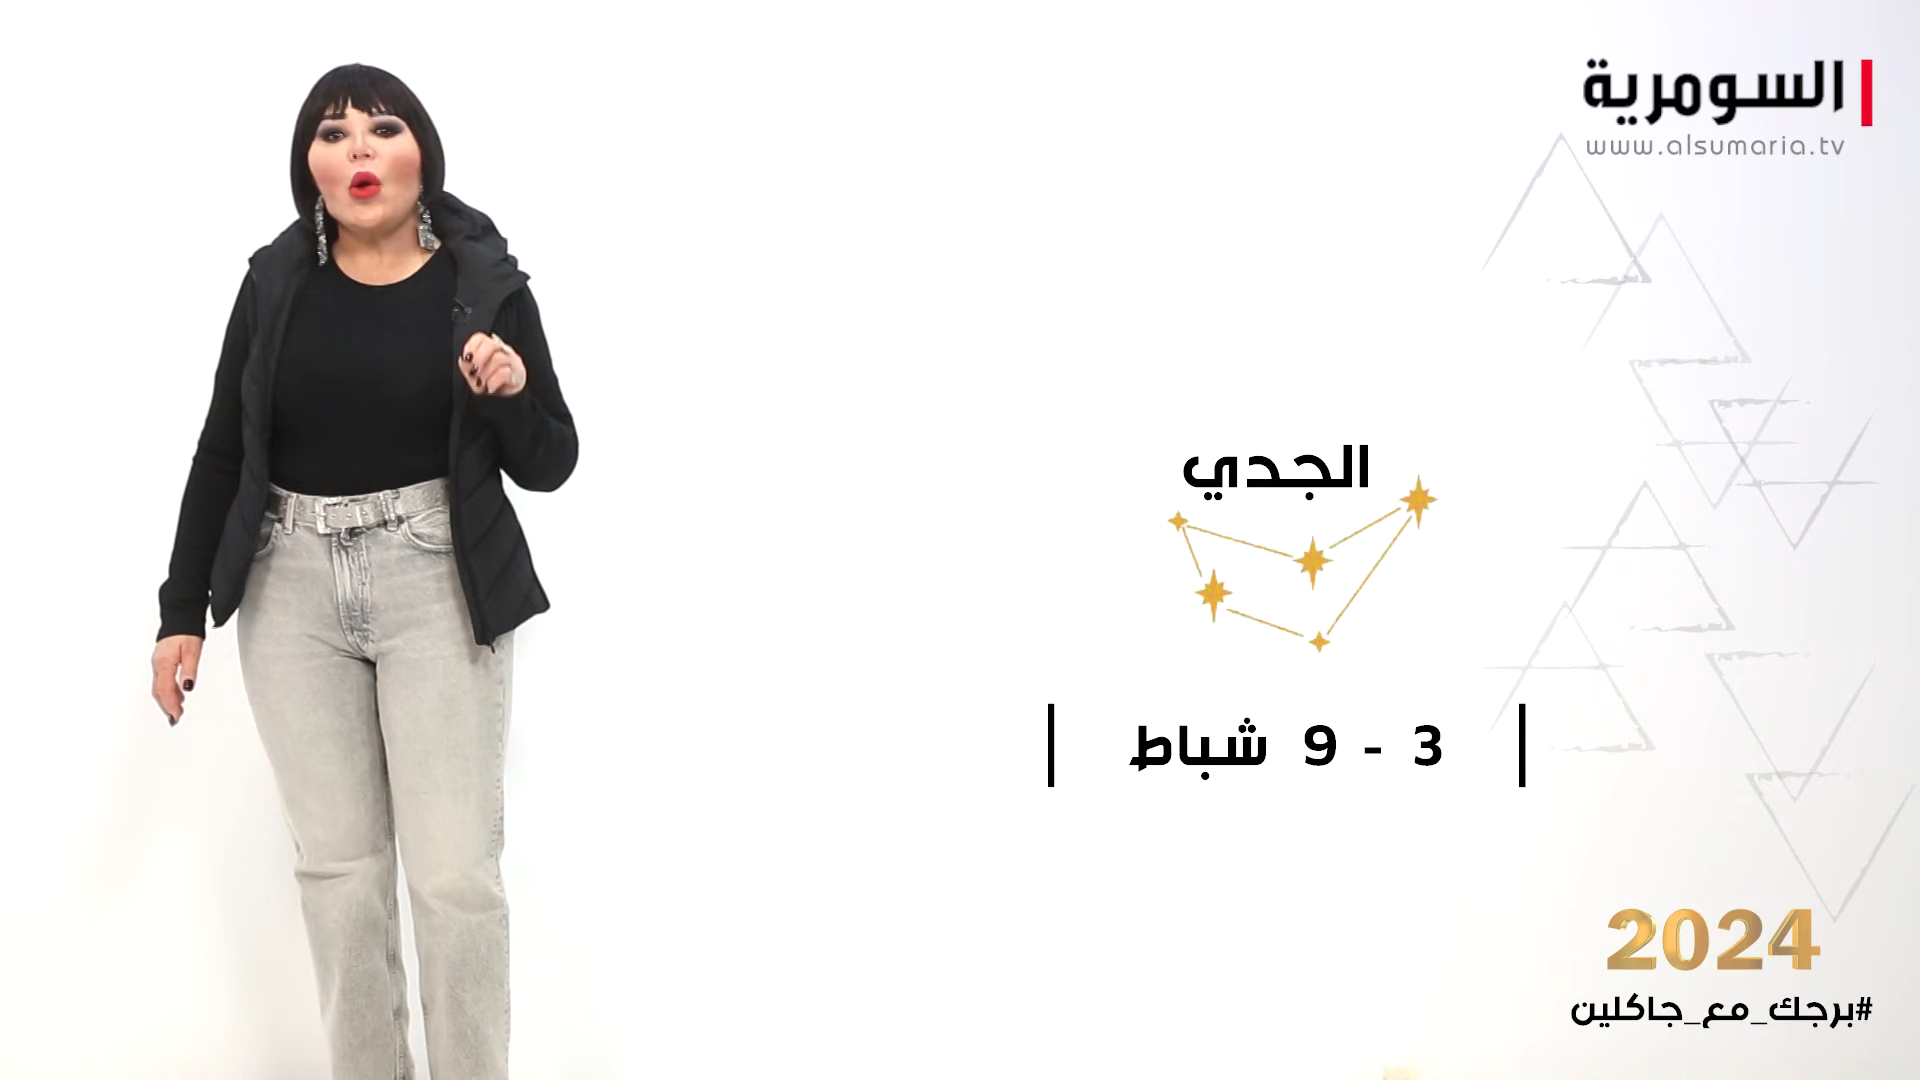 السومرية
www.alsumaria.tv
الجدي
3 - 9 شباط
2024
#برجك_مع_جاكلين